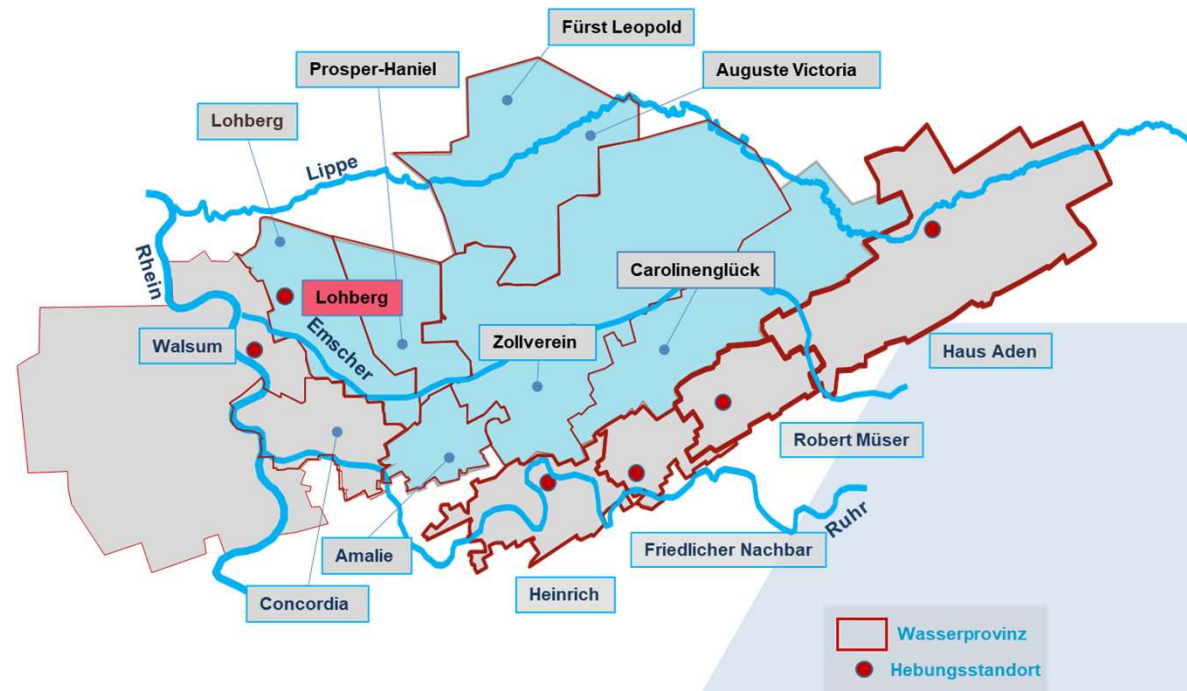 Fürst Leopold
Prosper-Haniel
Auguste Victoria
Lohberg
Lippe
Rhein
Carolinenglück
Lohberg
Emscher
Walsum
Zollverein
Haus Aden
Robert Müser
Ruhr
Amalie
Friedlicher Nachbar
Heinrich
Concordia
Wasserprovinz
Hebungsstandort